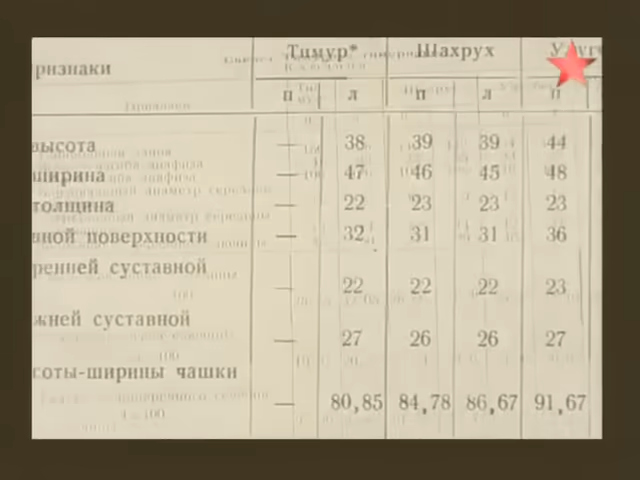 Тимур* Шахрух
ризнаки
п л п л п
высота — 38 39 39 44
ширина — 47 46 45 48
толщина — 22 23 23 23
вной поверхности — 32 31 31 36
ренней суставной
— 22 22 22 23
жней суставной
— 27 26 26 27
соты-ширины чашки
— 80,85 84,78 86,67 91,67